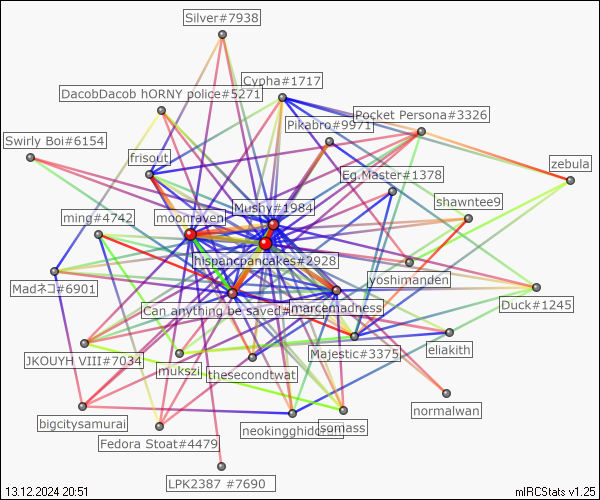 Silver#7938
Cypha#1717
DacobDacob hORNY police#5271
Pocket Persona#3326
Pikabro#9971
Swirly Boi#6154
frisout
zebula
Eg.Master#1378
shawntee9
Mushy#1984
ming#4742
moonraven
hispancpancakes#2928
yoshimanden
Madネコ#6901
Duck#1245
Can anything be saved#
marcemadness
JKOUYH VIII#7034
Majestic#3375
eliakith
mukszi
thesecondtwat
bigcitysamurai
normalwan
somass
neokingghido
Fedora Stoat#4479
LPK2387 #7690
13.12.2024 20:51
mIRCStats v1.25